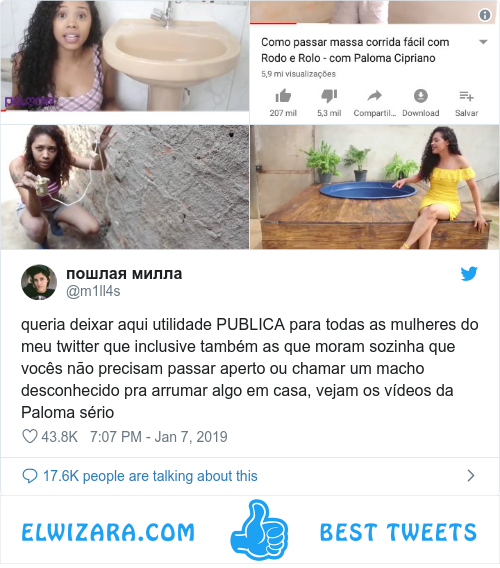 paloma
Como passar massa corrida fácil com
Rodo e Rolo - com Paloma Cipriano
5,9 mi visualizações
207 mil 5,3 mil Compartil... Download Salvar
пошлая милла
@m1ll4s
queria deixar aqui utilidade PUBLICA para todas as mulheres do
meu twitter que inclusive também as que moram sozinha que
vocês não precisam passar aperto ou chamar um macho
desconhecido pra arrumar algo em casa, vejam os vídeos da
Paloma sério
43.8K 7:07 PM - Jan 7, 2019
17.6K people are talking about this
ELWIZARA.COM BEST TWEETS